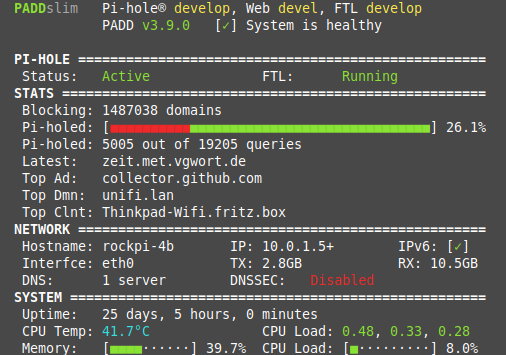 PADDslim Pi-hole® develop, Web devel, FTL develop
PADD v3.9.0 [✓] System is healthy
PI-HOLE ===================================================
Status: Active FTL: Running
STATS =====================================================
Blocking: 1487038 domains
Pi-holed: [■■■■■■■■■■■■■■■■■■■■■■■■■■■■■■■■■■■■■■■■] 26.1%
Pi-holed: 5005 out of 19205 queries
Latest: zeit.met.vgwort.de
Top Ad: collector.github.com
Top Dmn: unifi.lan
Top Clnt: Thinkpad-Wifi.fritz.box
NETWORK ===================================================
Hostname: rockpi-4b IP: 10.0.1.5+ IPv6: [✓]
Interfce: eth0 TX: 2.8GB RX: 10.5GB
DNS: 1 server DNSSEC: Disabled
SYSTEM ====================================================
Uptime: 25 days, 5 hours, 0 minutes
CPU Temp: 41.7°C CPU Load: 0.48, 0.33, 0.28
Memory: [■■■■······] 39.7% CPU Load: [■·········] 8.0%